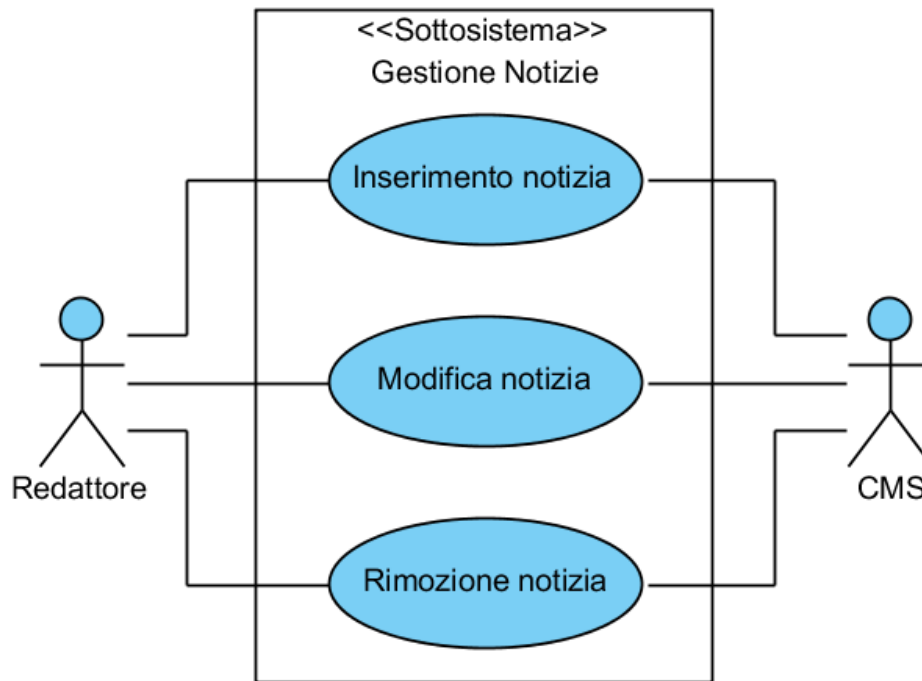 <<Sottosistema>>
Gestione Notizie
Inserimento notizia
Modifica notizia
Redattore
CMS
Rimozione notizia